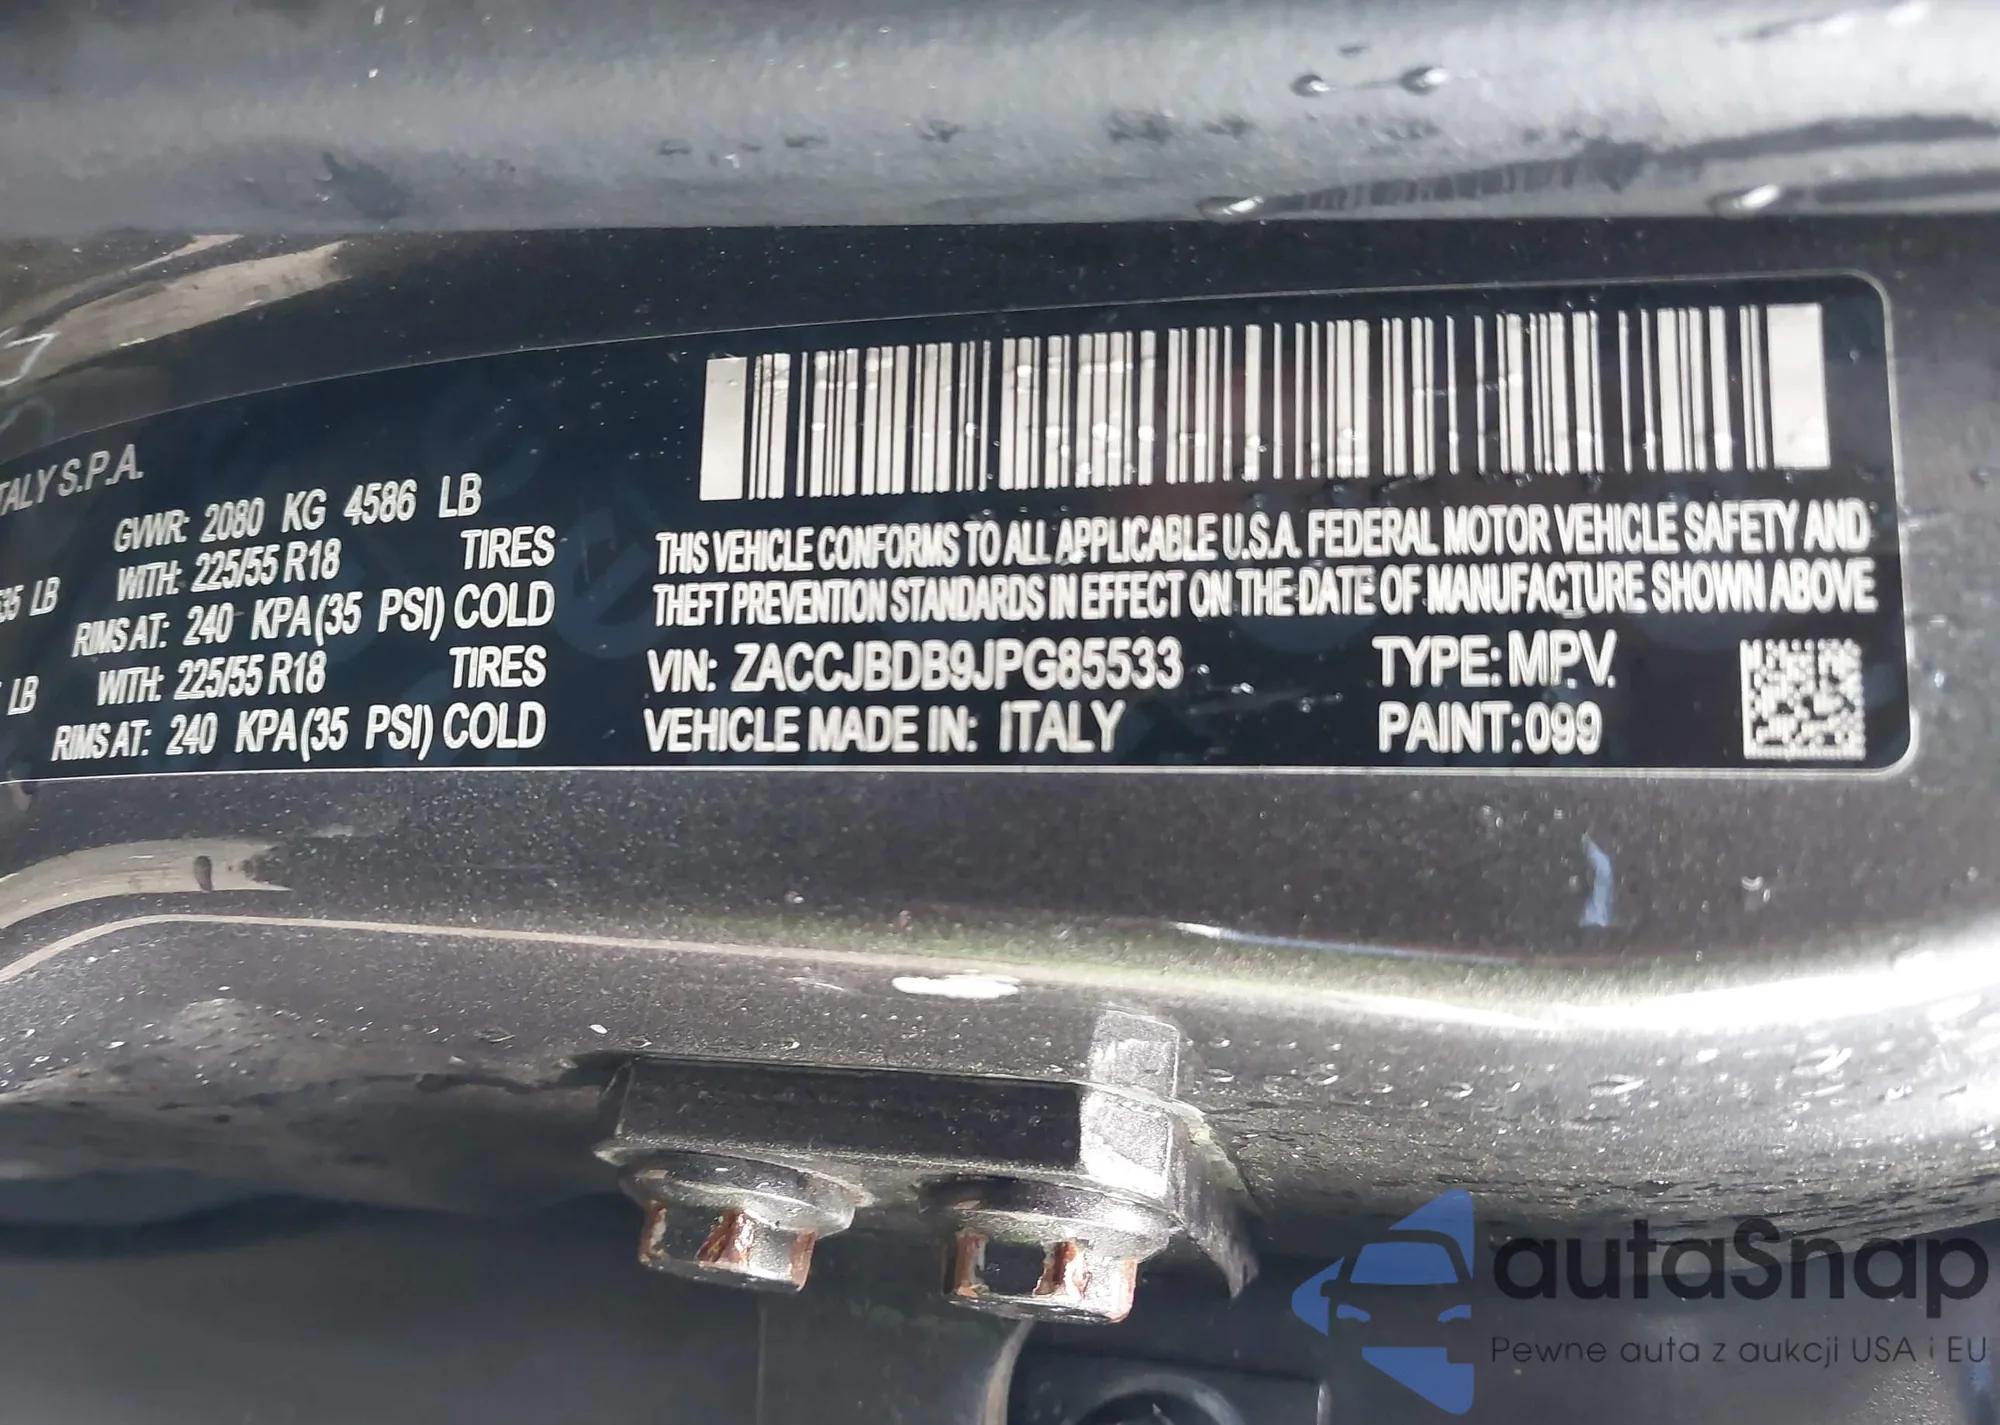 ITALY S.P.A.
GVWR: 2080 KG 4586 LB
35 LB WITH: 225/55 R18 TIRES
RIMS AT: 240 KPA (35 PSI) COLD
LB WITH: 225/55 R18 TIRES
RIMS AT: 240 KPA (35 PSI) COLD
THIS VEHICLE CONFORMS TO ALL APPLICABLE U.S.A. FEDERAL MOTOR VEHICLE SAFETY AND
THEFT PREVENTION STANDARDS IN EFFECT ON THE DATE OF MANUFACTURE SHOWN ABOVE
VIN: ZACCJBDB9JPG85533 TYPE: MPV.
VEHICLE MADE IN: ITALY PAINT: 099
autaSnap
Pewne auta z aukcji USA i EU